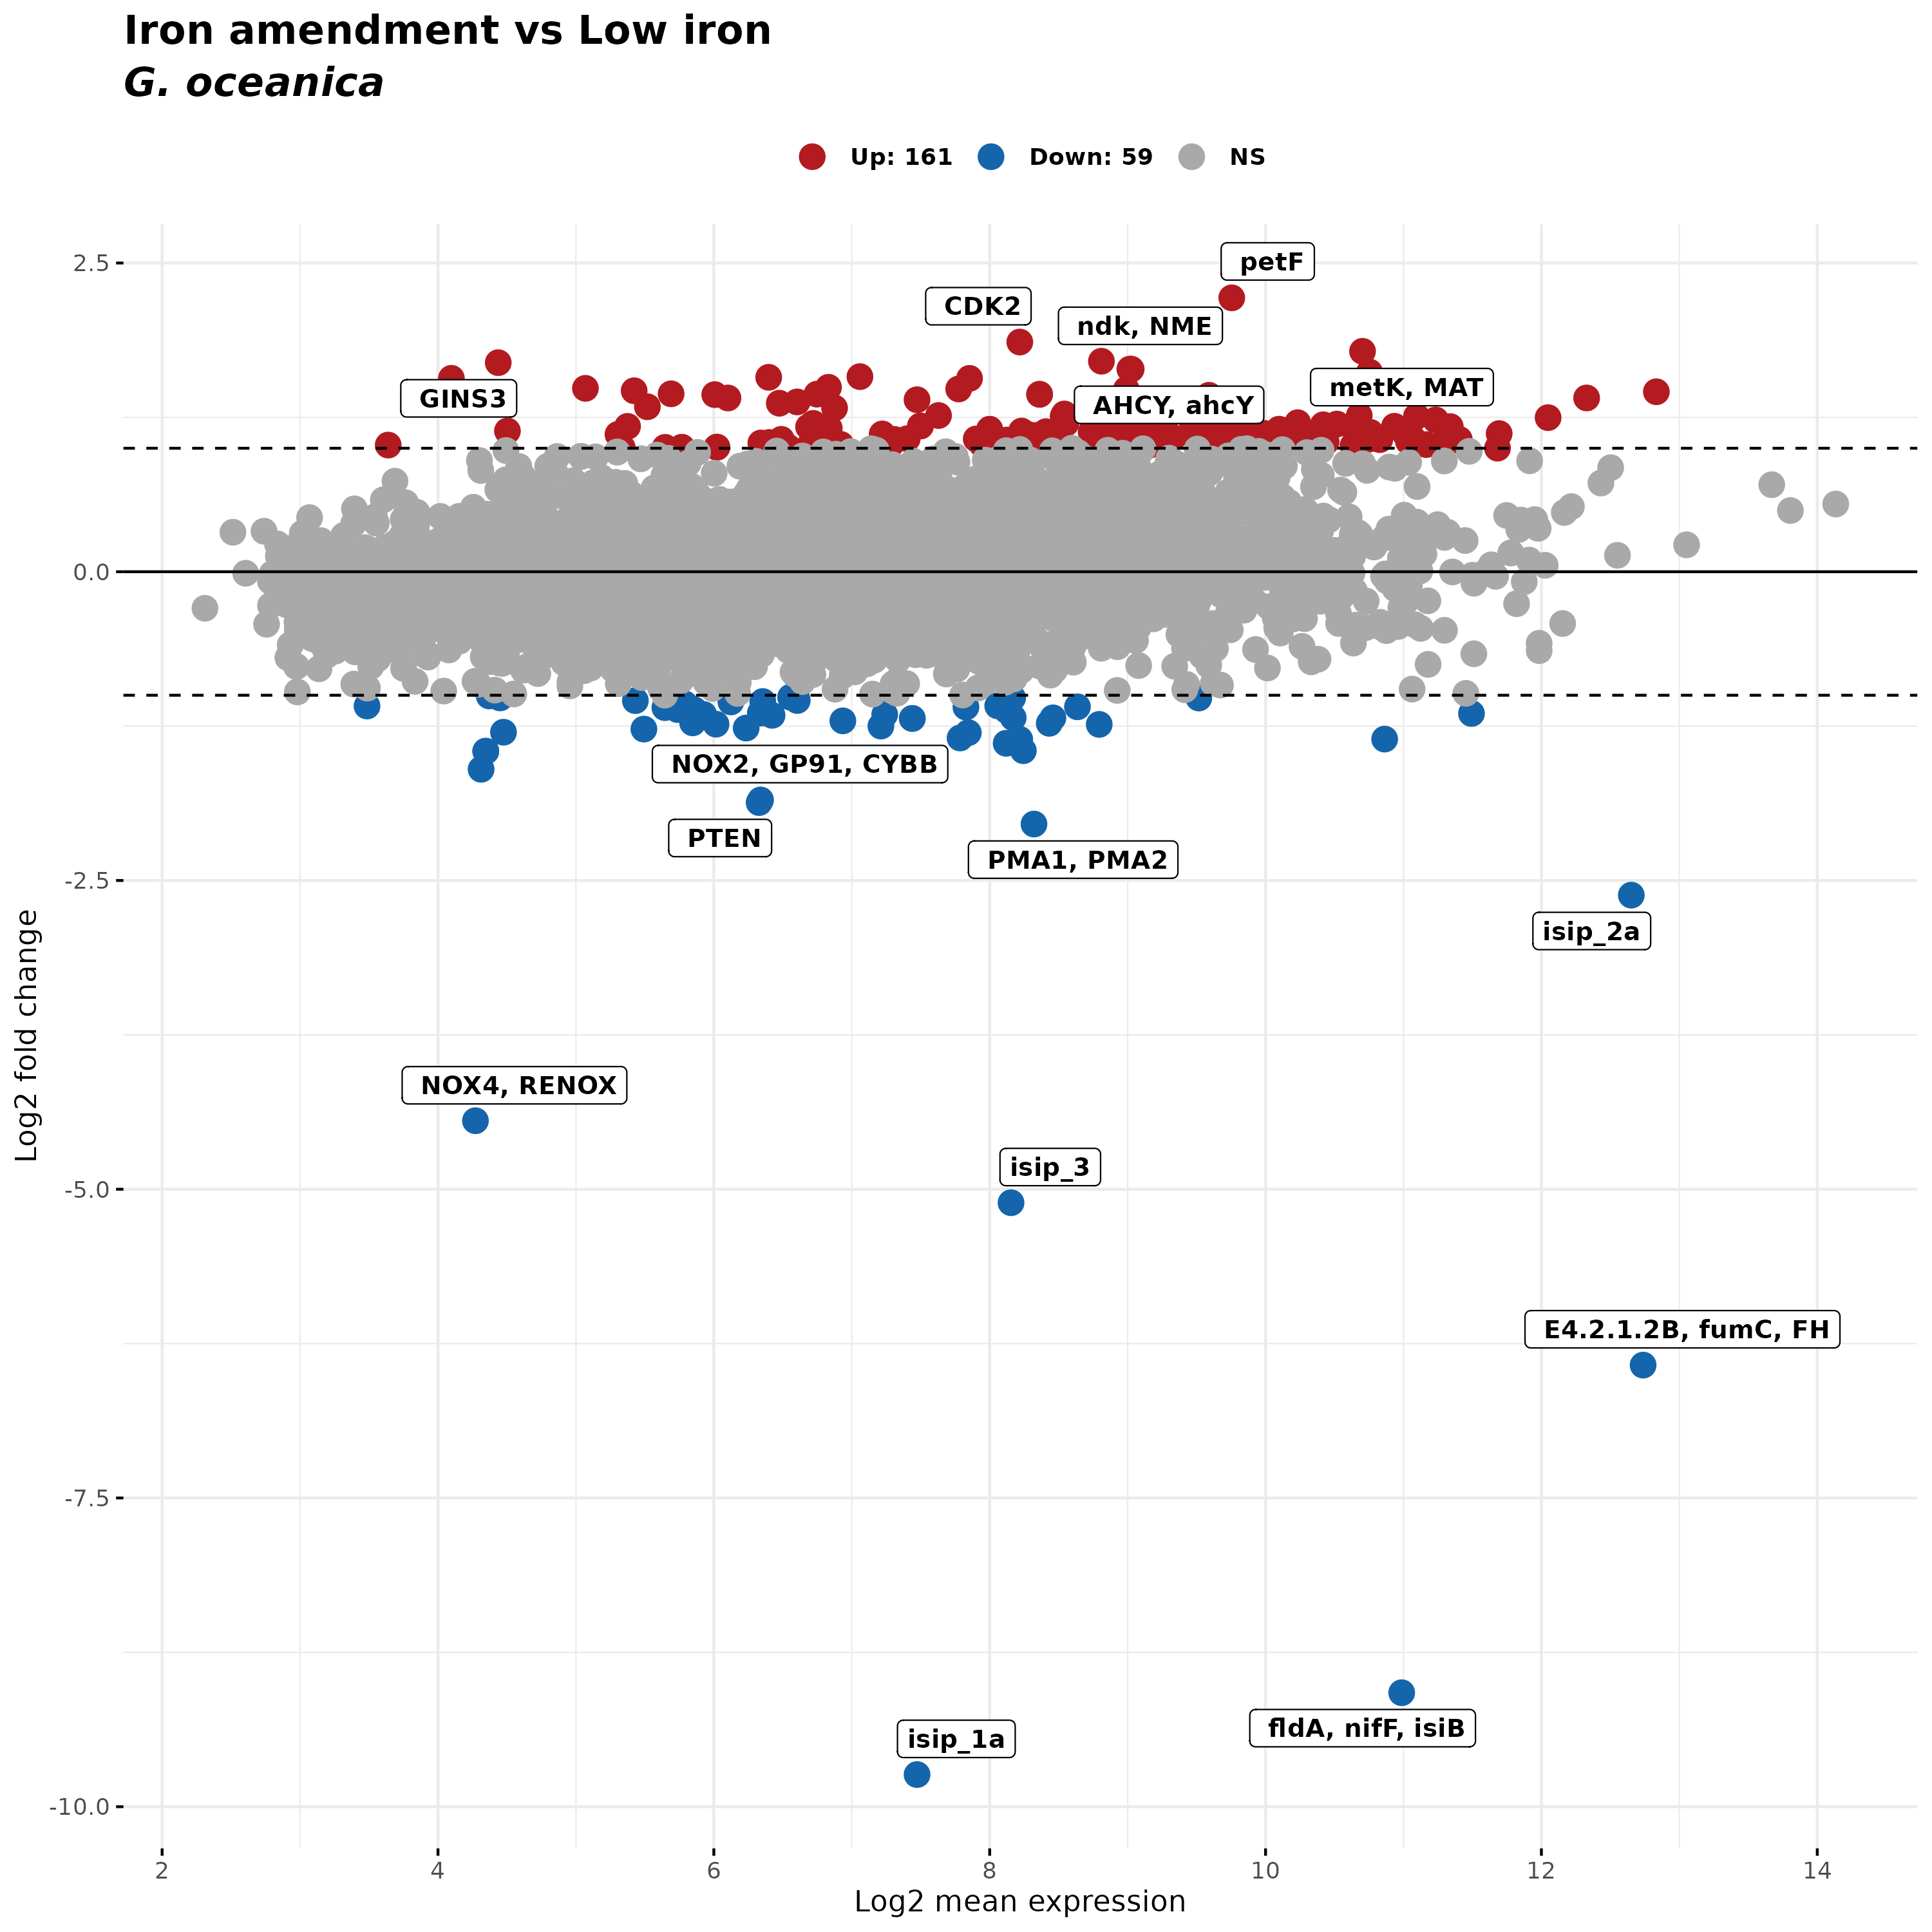 Iron amendment vs Low iron
G. oceanica
Up: 161 Down: 59 NS
petF
CDK2
ndk, NME
metK, MAT
GINS3
AHCY, ahcY
NOX2, GP91, CYBB
PTEN
PMA1, PMA2
isip_2a
NOX4, RENOX
isip_3
E4.2.1.2B, fumC, FH
fldA, nifF, isiB
isip_1a
2.5
0.0
-2.5
-5.0
-7.5
-10.0
Log2 fold change
2 4 6 8 10 12 14
Log2 mean expression